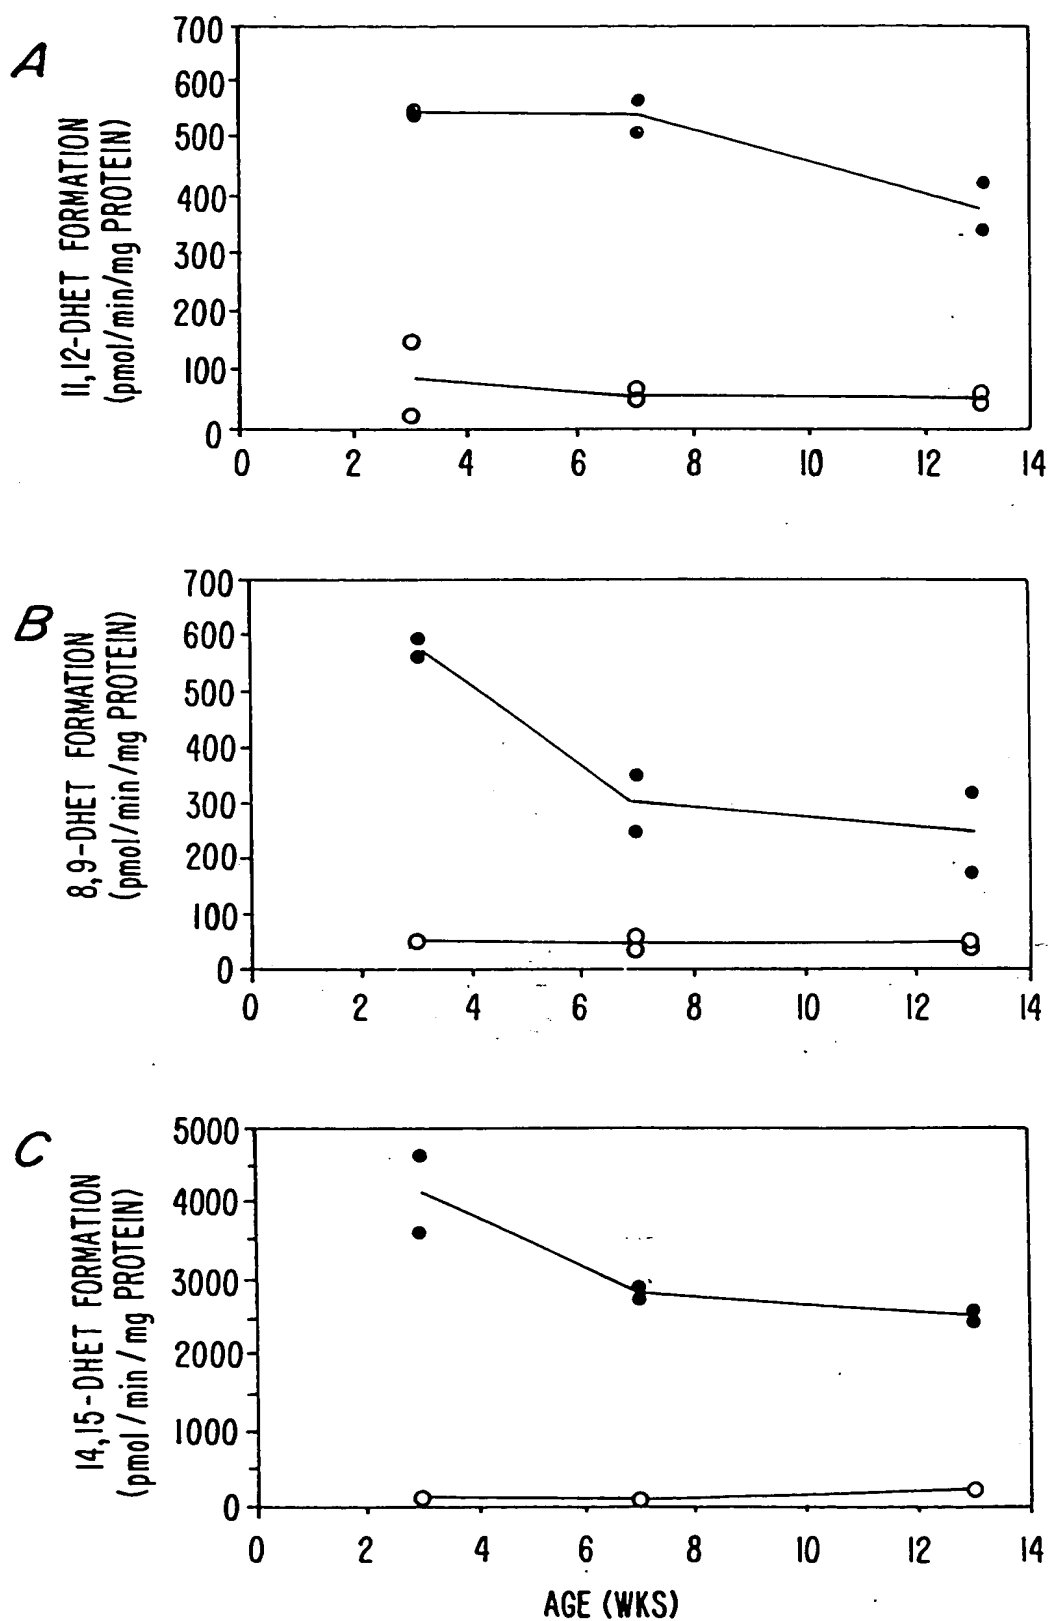 A
11,12-DHET FORMATION
(pmol/min/mg PROTEIN)
700
600
500
400
300
200
100
0
0 2 4 6 8 10 12 14
B
8,9-DHET FORMATION
(pmol/min/mg PROTEIN)
700
600
500
400
300
200
100
0
0 2 4 6 8 10 12 14
C
14,15-DHET FORMATION
(pmol/min/mg PROTEIN)
5000
4000
3000
2000
1000
0
0 2 4 6 8 10 12 14
AGE (WKS)